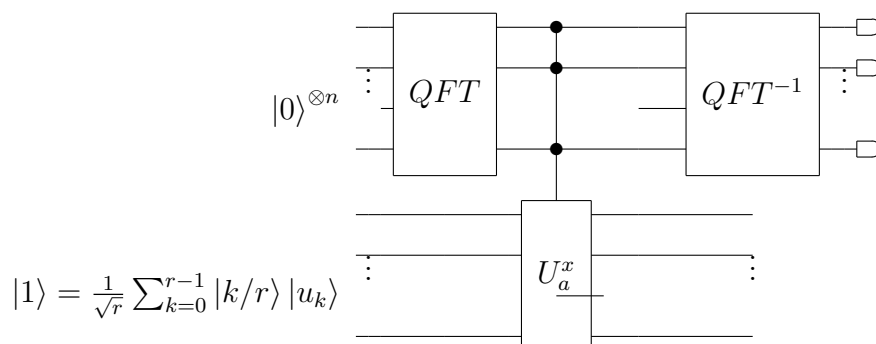 QFT
QFT⁻¹
|0⟩^{⊗n}
U_a^x
|1⟩ = \frac{1}{\sqrt{r}} \sum_{k=0}^{r-1} |k/r⟩ |u_k⟩